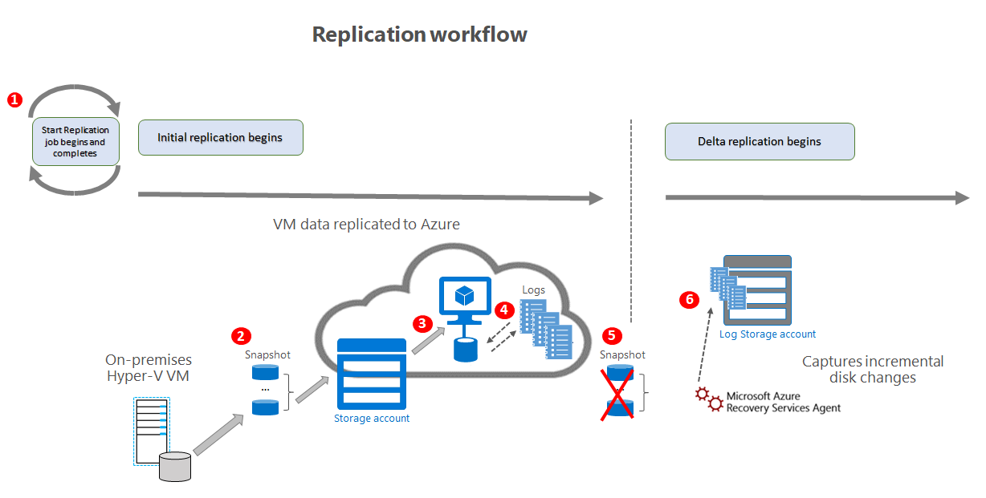 Replication workflow
1
Start Replication
job begins and
completes
Initial replication begins
Delta replication begins
VM data replicated to Azure
Logs
2
3
4
5
6
Snapshot
Snapshot
On-premises
Hyper-V VM
Storage account
Log Storage account
Captures incremental
disk changes
Microsoft Azure
Recovery Services Agent
...
...